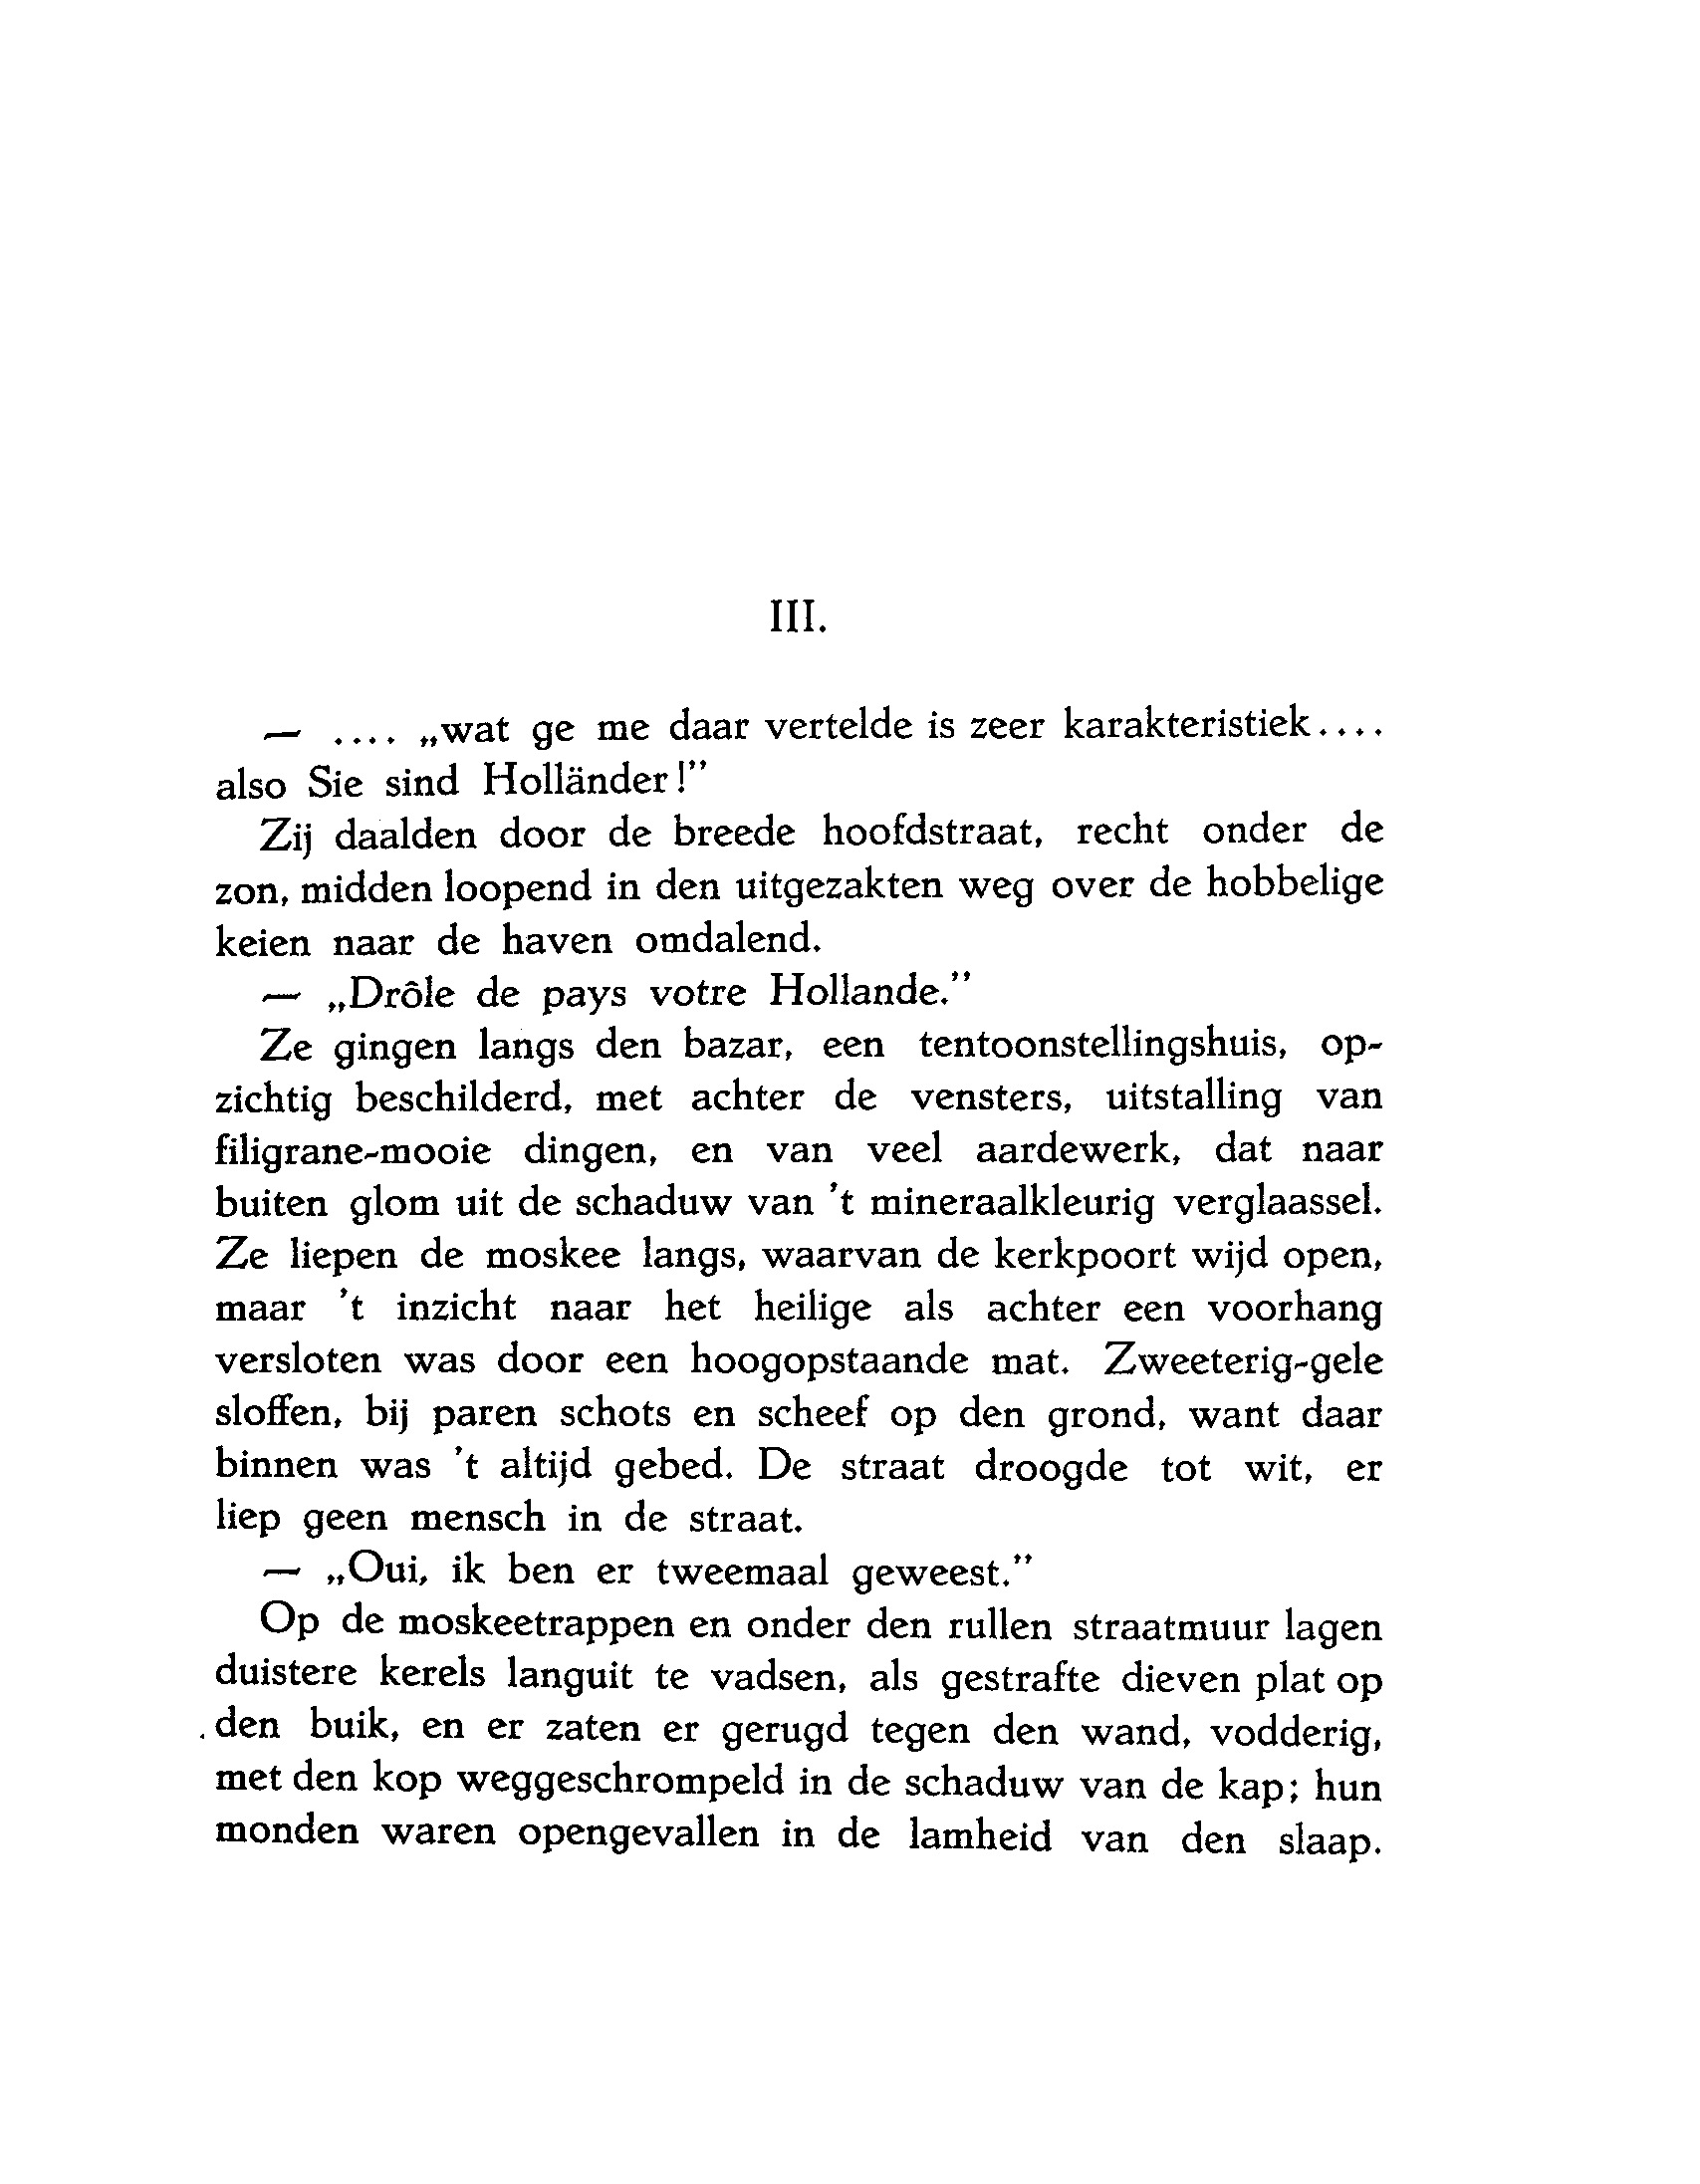 III.
— .... „wat ge me daar vertelde is zeer karakteristiek....
also Sie sind Holländer!”
Zij daalden door de breede hoofdstraat, recht onder de
zon, midden loopend in den uitgezakten weg over de hobbelige
keien naar de haven omdalend.
— „Drôle de pays votre Hollande.”
Ze gingen langs den bazar, een tentoonstellingshuis, op-
zichtig beschilderd, met achter de vensters, uitstalling van
filigrane-mooie dingen, en van veel aardewerk, dat naar
buiten glom uit de schaduw van 't mineraalkleurig verglaassel.
Ze liepen de moskee langs, waarvan de kerkpoort wijd open,
maar 't inzicht naar het heilige als achter een voorhang
versloten was door een hoogopstaande mat. Zweeterig-gele
sloffen, bij paren schots en scheef op den grond, want daar
binnen was 't altijd gebed. De straat droogde tot wit, er
liep geen mensch in de straat.
— „Oui, ik ben er tweemaal geweest.”
Op de moskeetrappen en onder den rullen straatmuur lagen
duistere kerels languit te vadsen, als gestrafte dieven plat op
den buik, en er zaten er gerugd tegen den wand, vodderig,
met den kop weggeschrompeld in de schaduw van de kap; hun
monden waren opengevallen in de lamheid van den slaap.